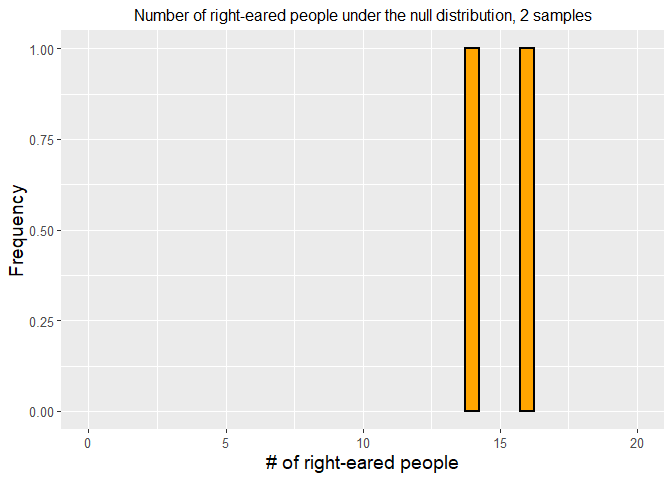 Number of right-eared people under the null distribution, 2 samples
1.00
0.75
0.50
0.25
0.00
Frequency
0 5 10 15 20
# of right-eared people